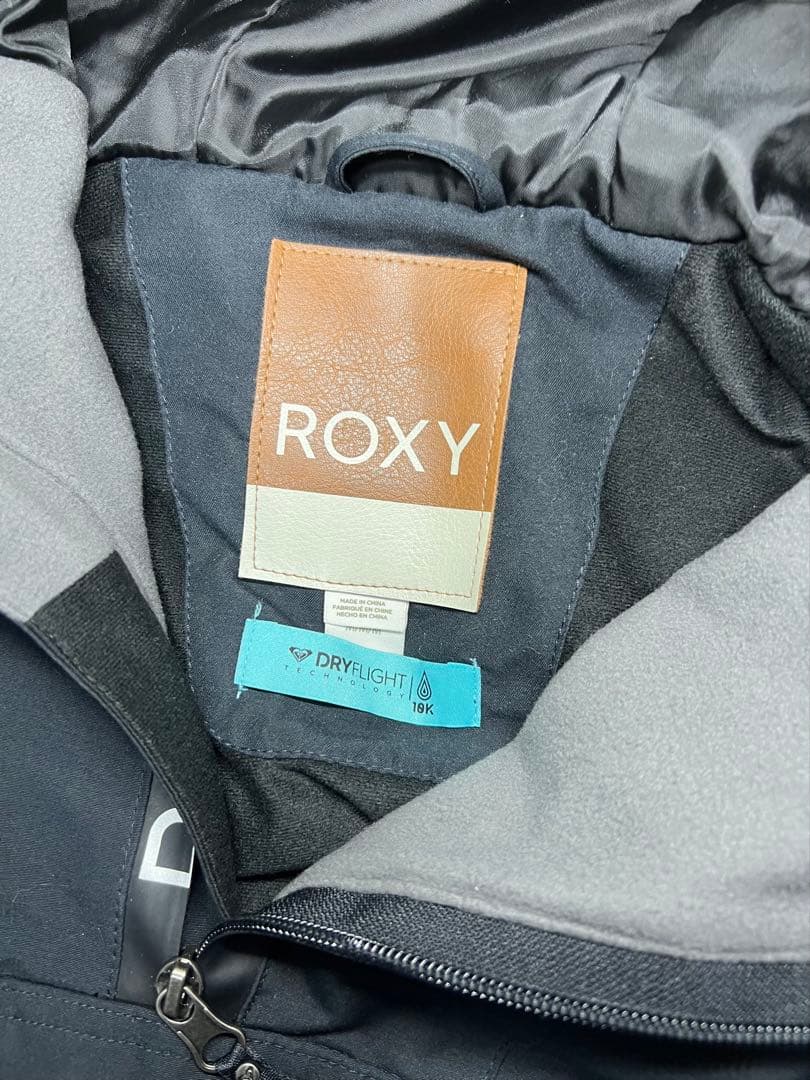 ROXY
MADE IN CHINA
FABRIQUÉ EN CHINE
HECHO EN CHINA
M/M/M
DRYFLIGHT
TECHNOLOGY
10K